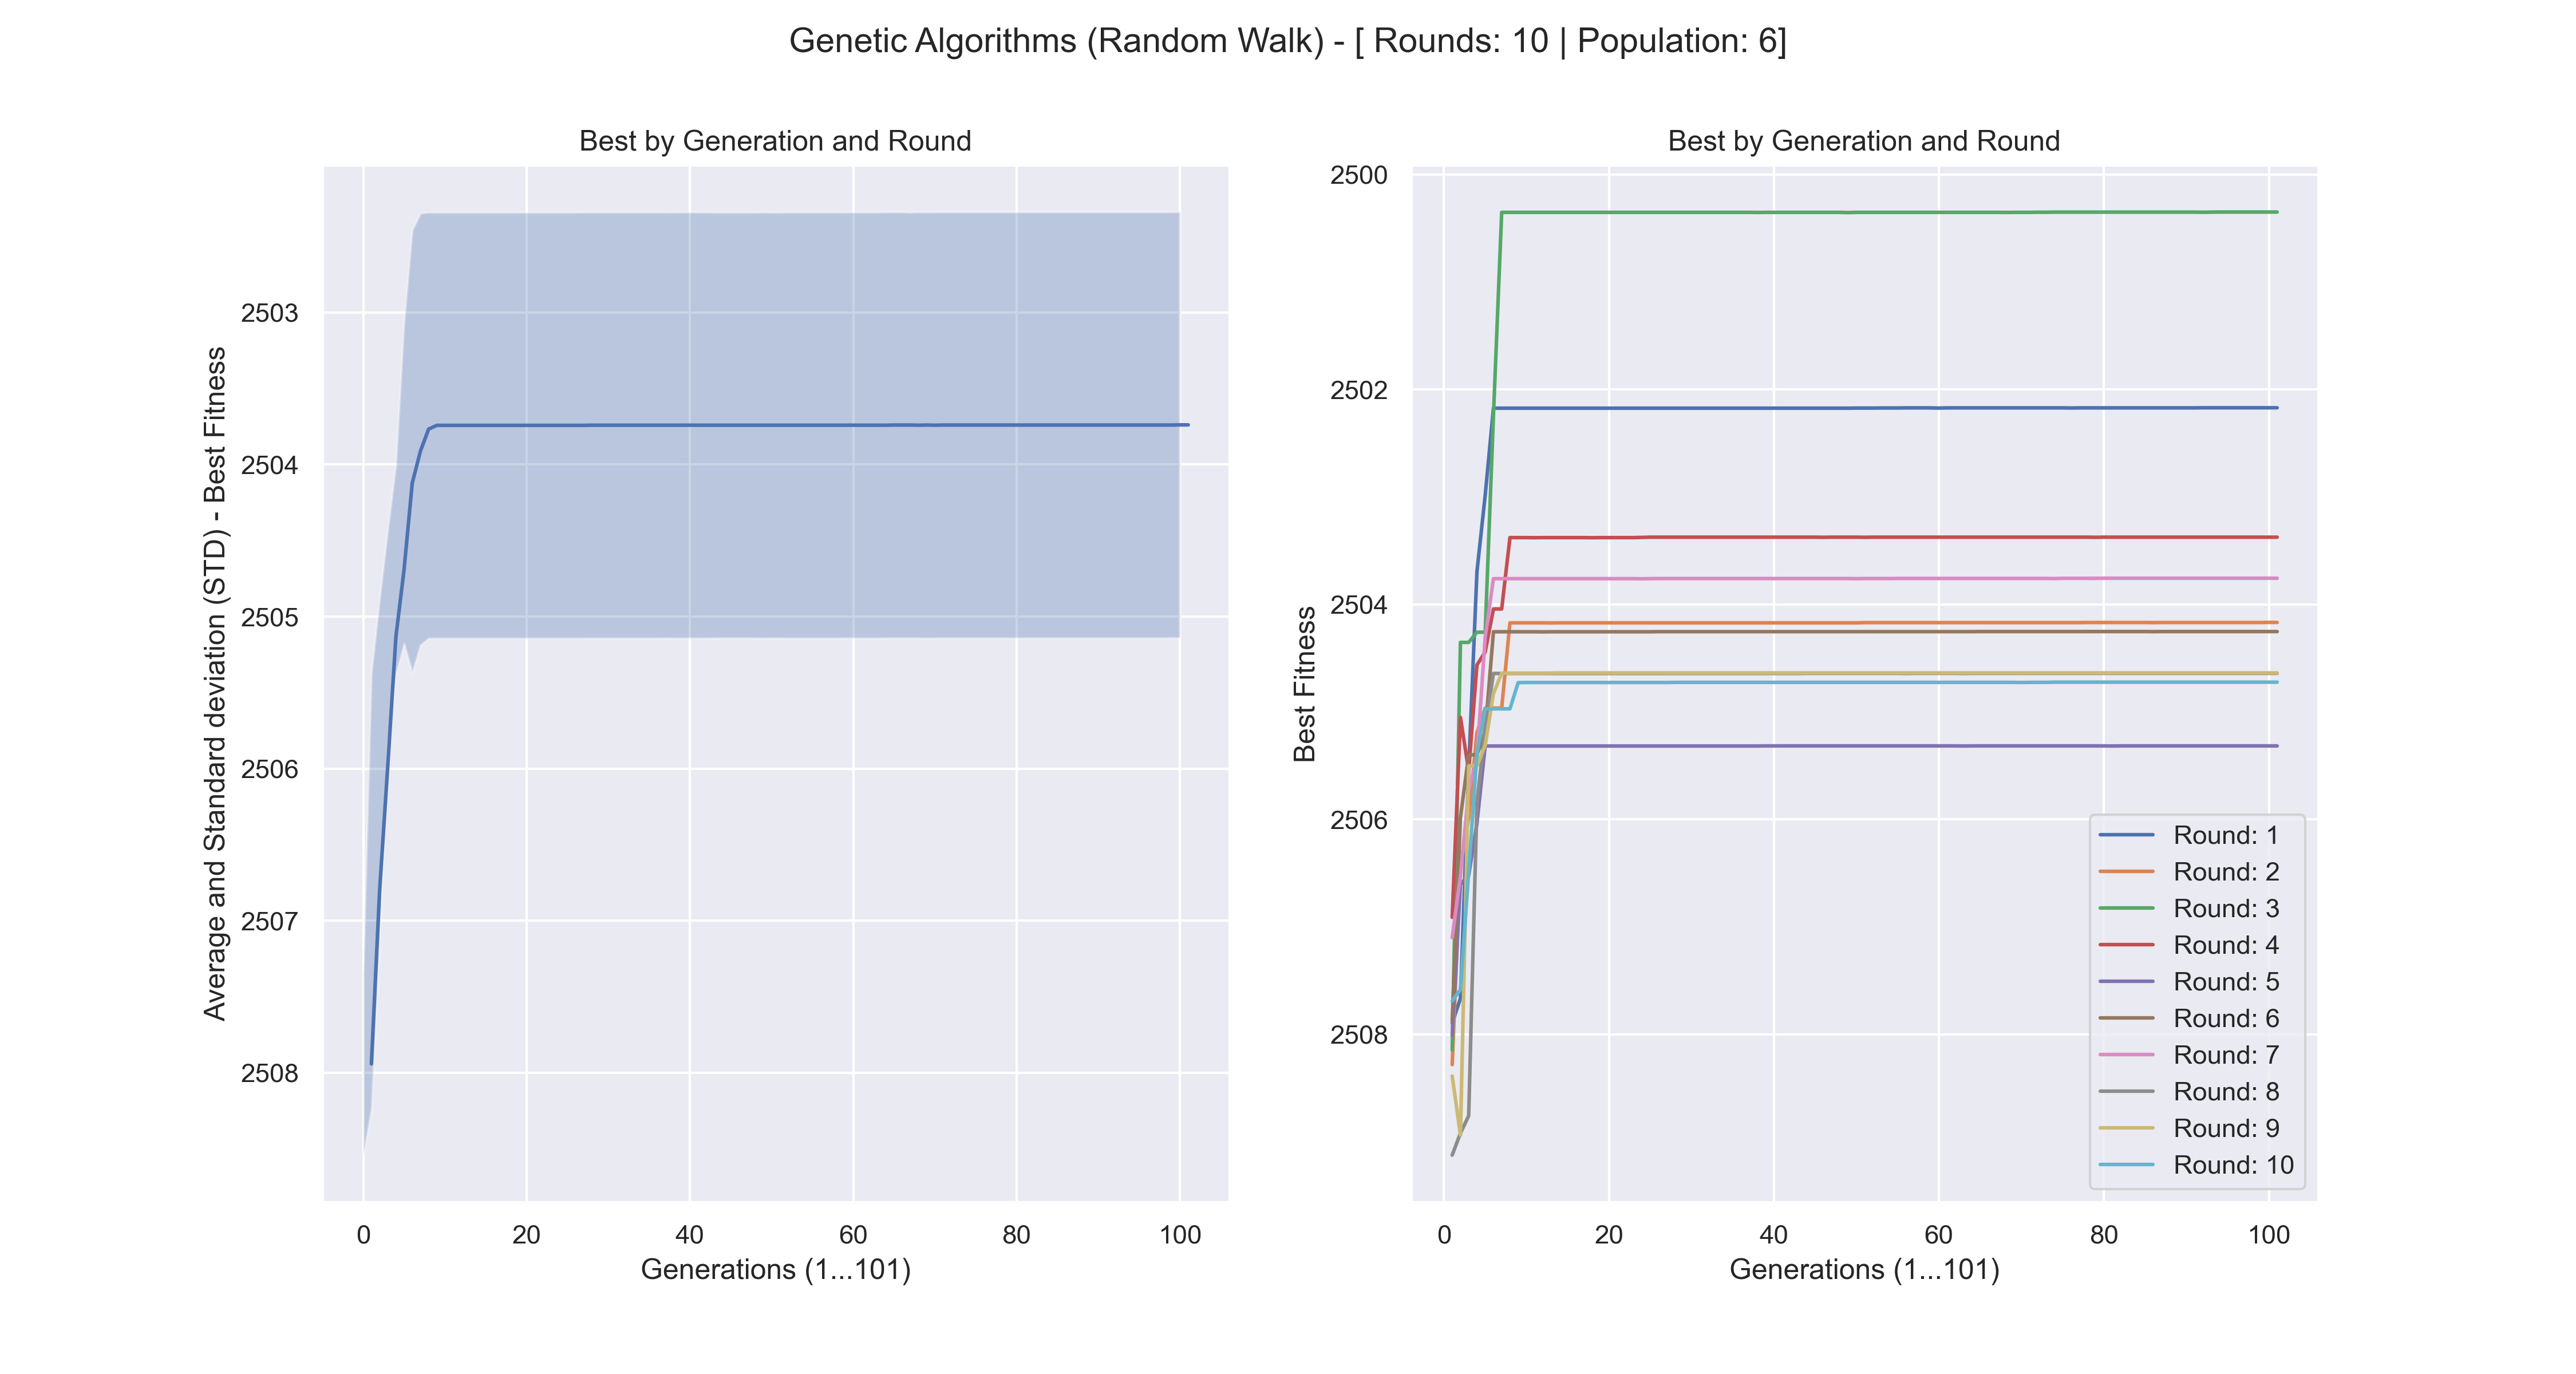 Genetic Algorithms (Random Walk) - [ Rounds: 10 | Population: 6]
Best by Generation and Round
Average and Standard deviation (STD) - Best Fitness
2503
2504
2505
2506
2507
2508
0 20 40 60 80 100
Generations (1...101)
Best by Generation and Round
Best Fitness
2500
2502
2504
2506
2508
Round: 1
Round: 2
Round: 3
Round: 4
Round: 5
Round: 6
Round: 7
Round: 8
Round: 9
Round: 10
0 20 40 60 80 100
Generations (1...101)